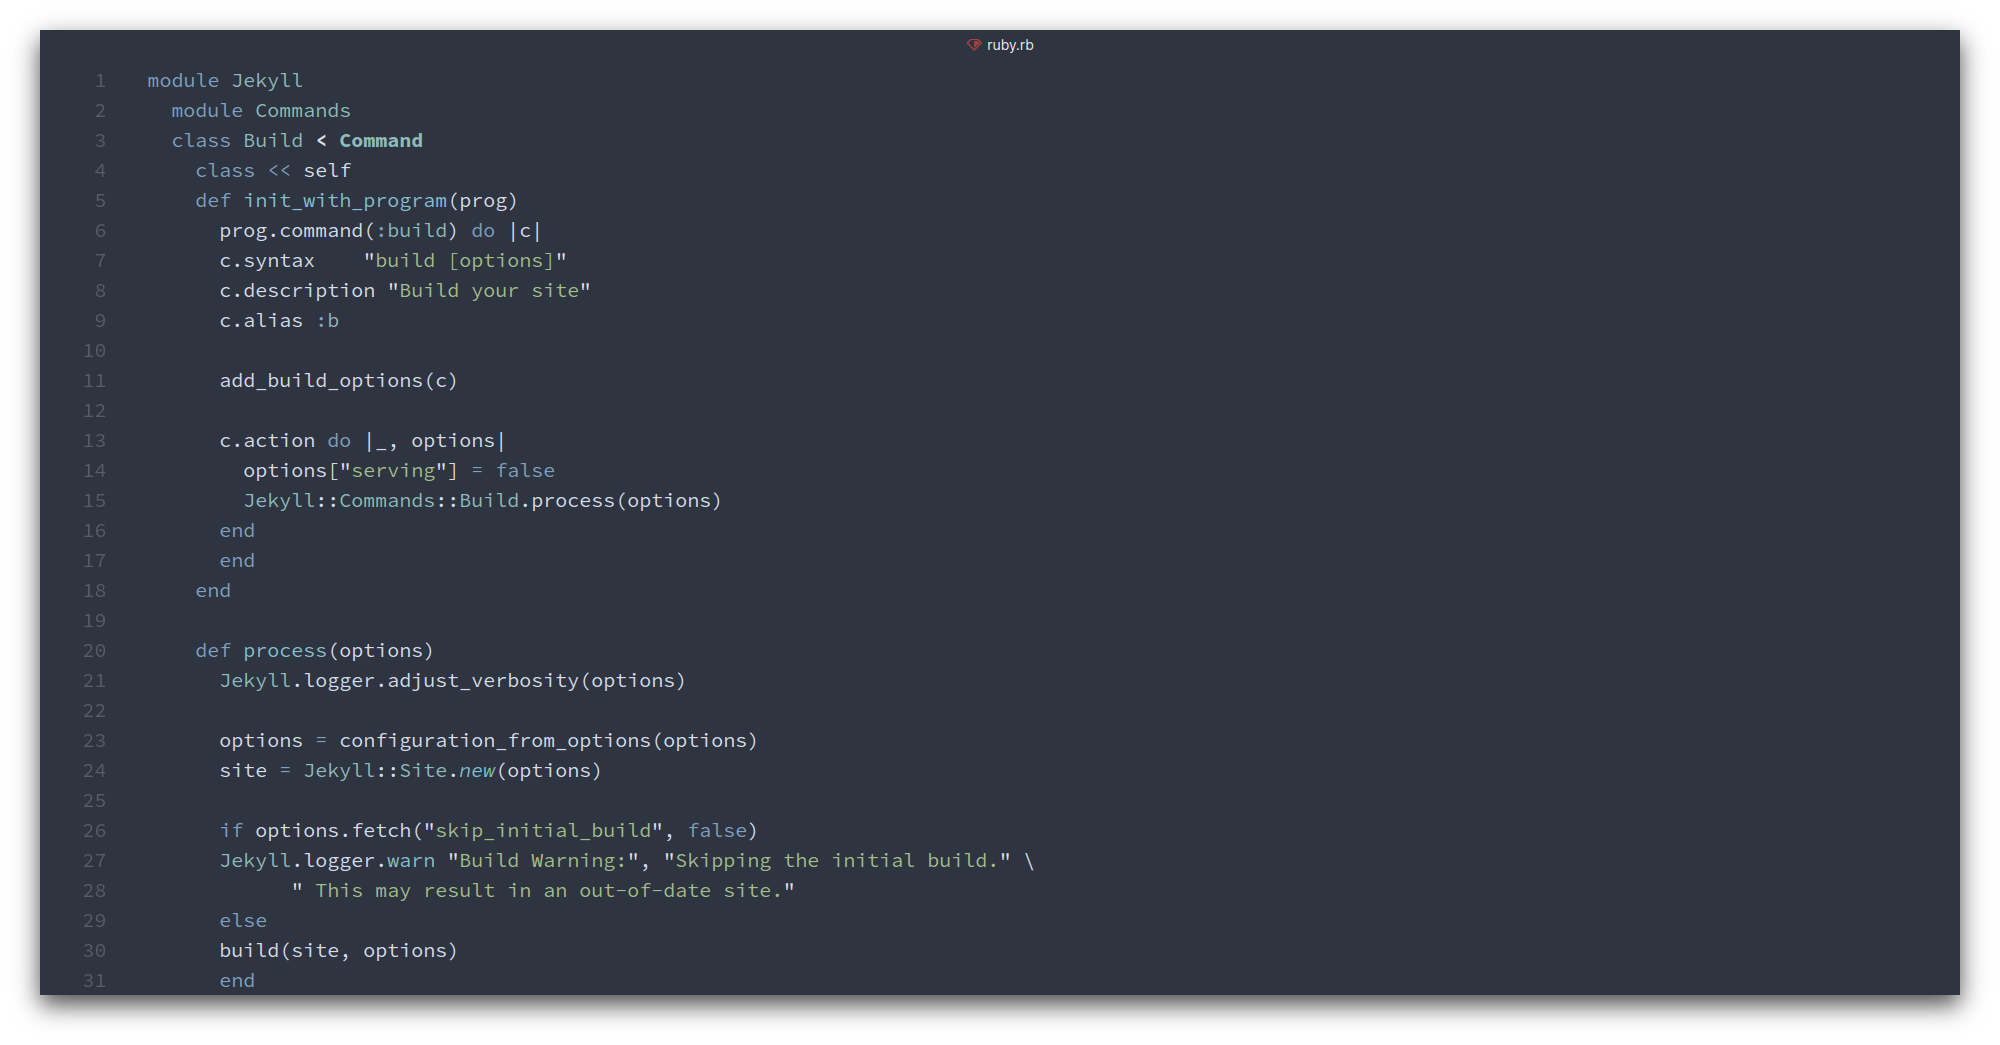 ruby.rb
1 module Jekyll
2   module Commands
3   class Build < Command
4     class << self
5     def init_with_program(prog)
6       prog.command(:build) do |c|
7       c.syntax    "build [options]"
8       c.description "Build your site"
9       c.alias :b
10
11       add_build_options(c)
12
13       c.action do |_, options|
14         options["serving"] = false
15         Jekyll::Commands::Build.process(options)
16       end
17       end
18     end
19
20     def process(options)
21       Jekyll.logger.adjust_verbosity(options)
22
23       options = configuration_from_options(options)
24       site = Jekyll::Site.new(options)
25
26       if options.fetch("skip_initial_build", false)
27       Jekyll.logger.warn "Build Warning:", "Skipping the initial build." \
28             " This may result in an out-of-date site."
29       else
30       build(site, options)
31       end